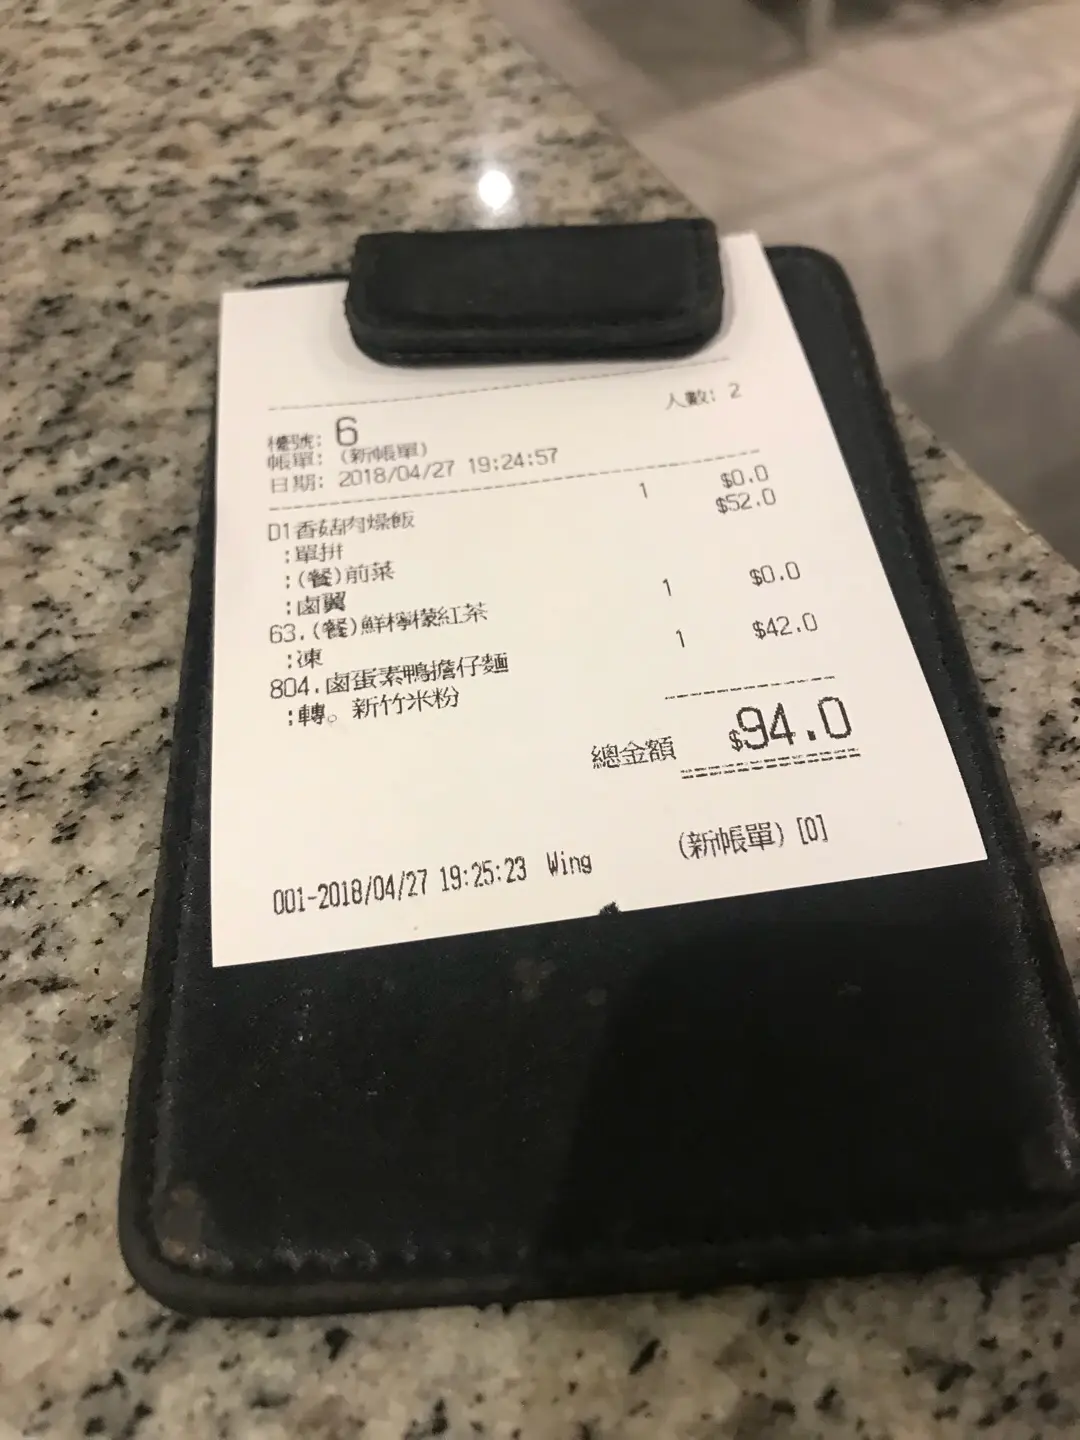 人數: 2
檯號: 6
帳單: (新帳單)
日期: 2018/04/27 19:24:57
D1香菇肉燥飯 1 $0.0
:單拼 $52.0
:(餐)前菜
:鹵翼
63.(餐)鮮檸檬紅茶 1 $0.0
:凍
804.鹵蛋素鴨擔仔麵 1 $42.0
:轉。新竹米粉
總金額 $94.0
(新帳單) [0]
001-2018/04/27 19:25:23 Wing